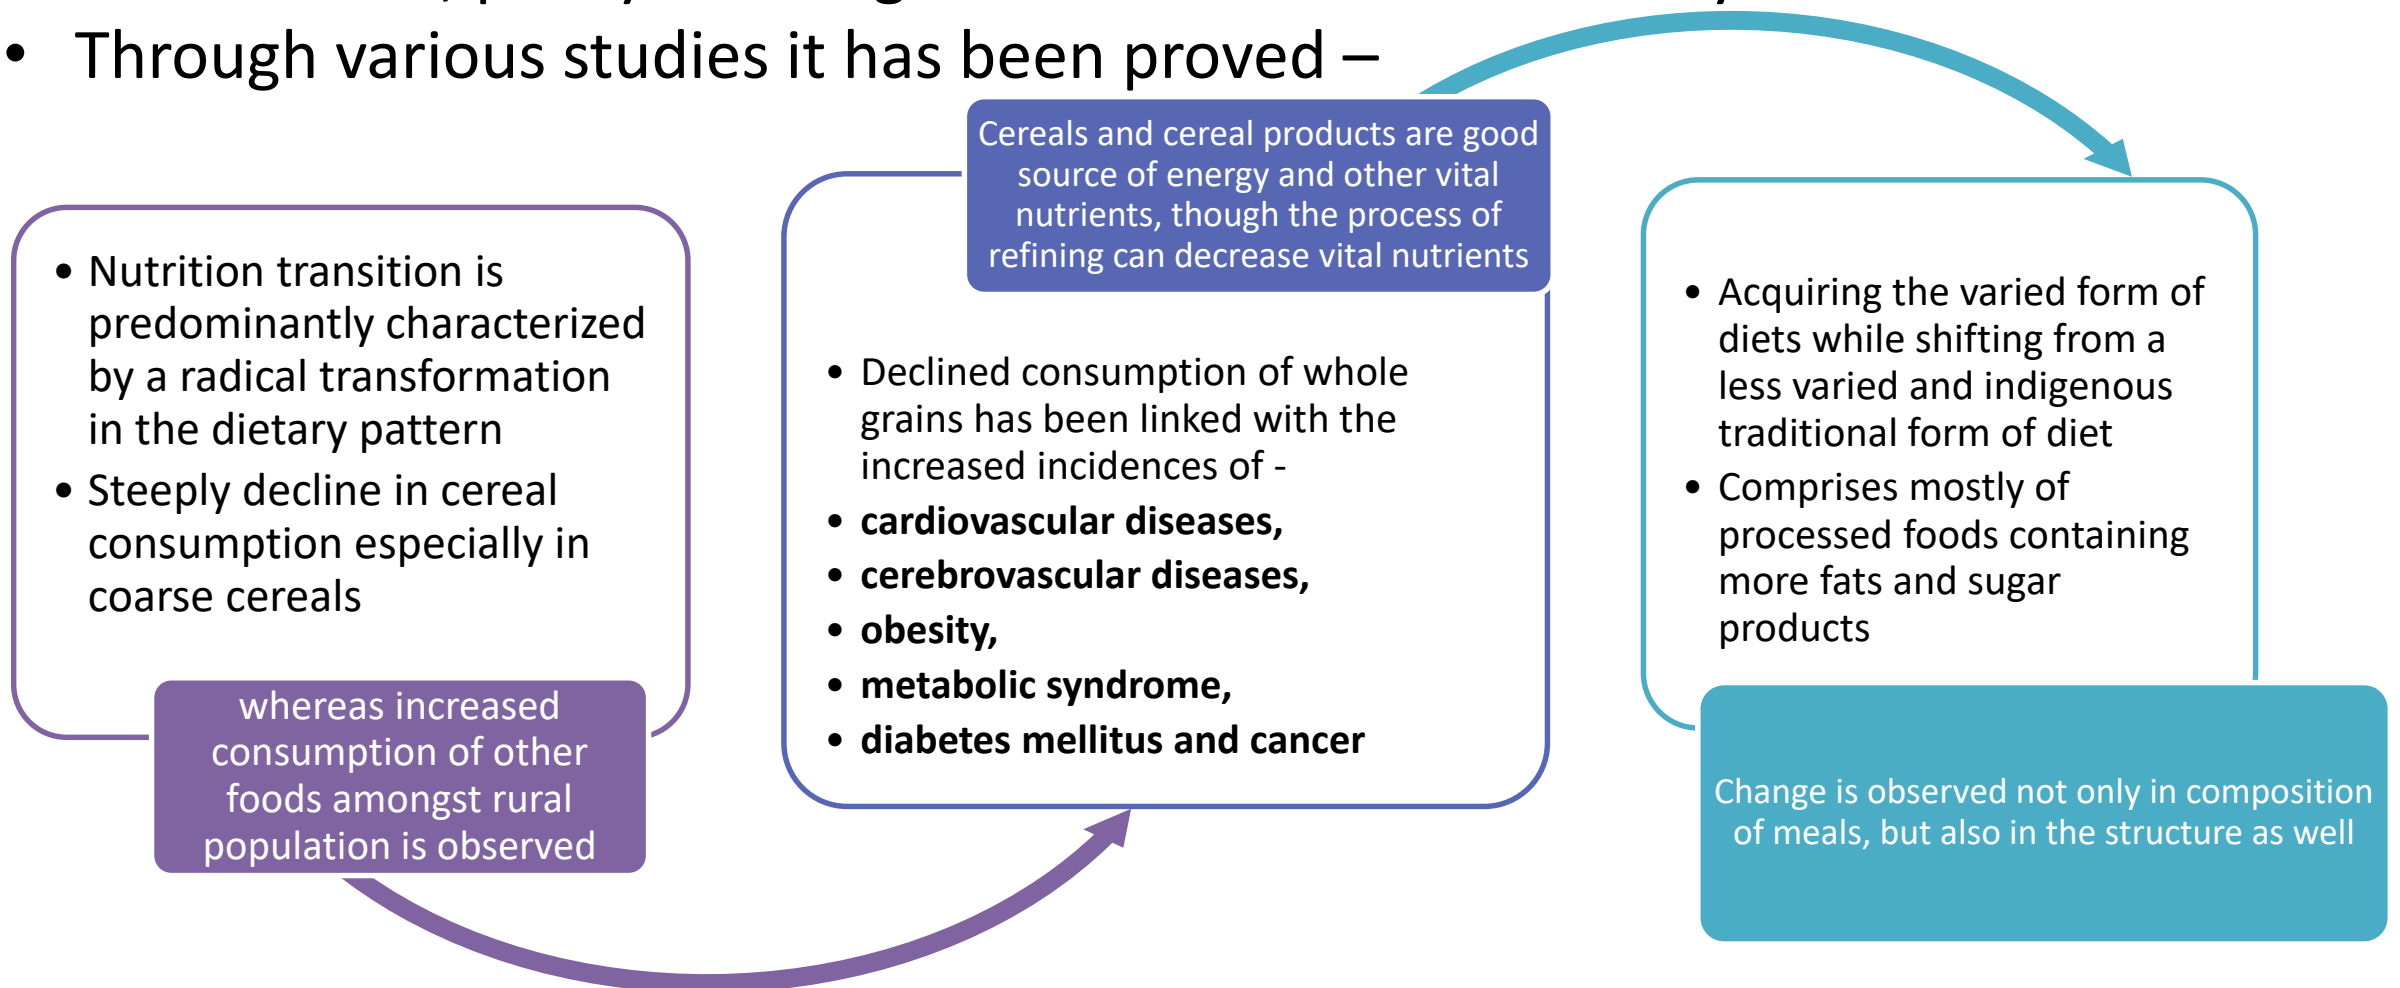 • Through various studies it has been proved –
• Nutrition transition is
predominantly characterized
by a radical transformation
in the dietary pattern
• Steeply decline in cereal
consumption especially in
coarse cereals
whereas increased
consumption of other
foods amongst rural
population is observed
Cereals and cereal products are good
source of energy and other vital
nutrients, though the process of
refining can decrease vital nutrients
• Declined consumption of whole
grains has been linked with the
increased incidences of -
• cardiovascular diseases,
• cerebrovascular diseases,
• obesity,
• metabolic syndrome,
• diabetes mellitus and cancer
• Acquiring the varied form of
diets while shifting from a
less varied and indigenous
traditional form of diet
• Comprises mostly of
processed foods containing
more fats and sugar
products
Change is observed not only in composition
of meals, but also in the structure as well